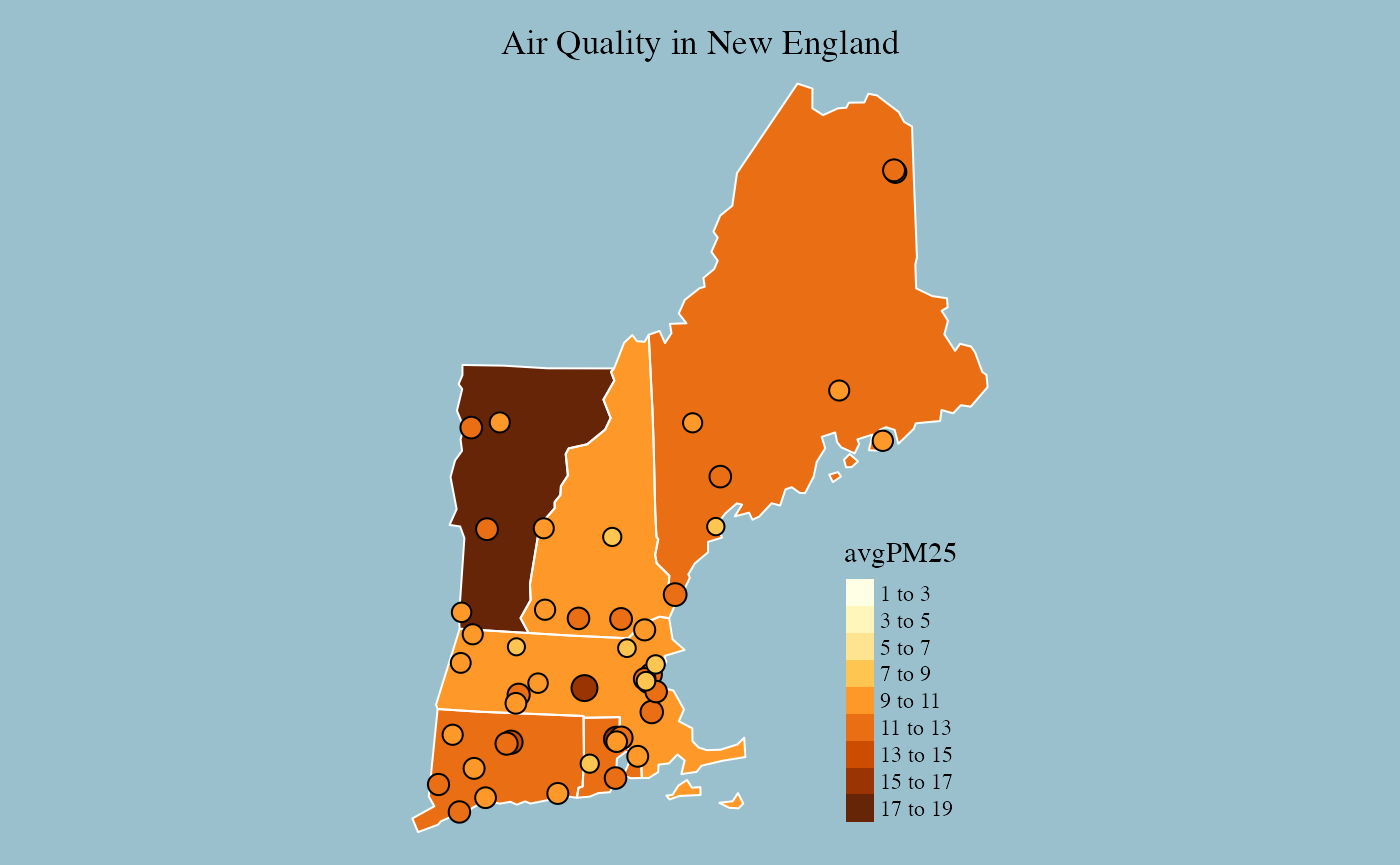 Air Quality in New England
avgPM25
1 to 3
3 to 5
5 to 7
7 to 9
9 to 11
11 to 13
13 to 15
15 to 17
17 to 19